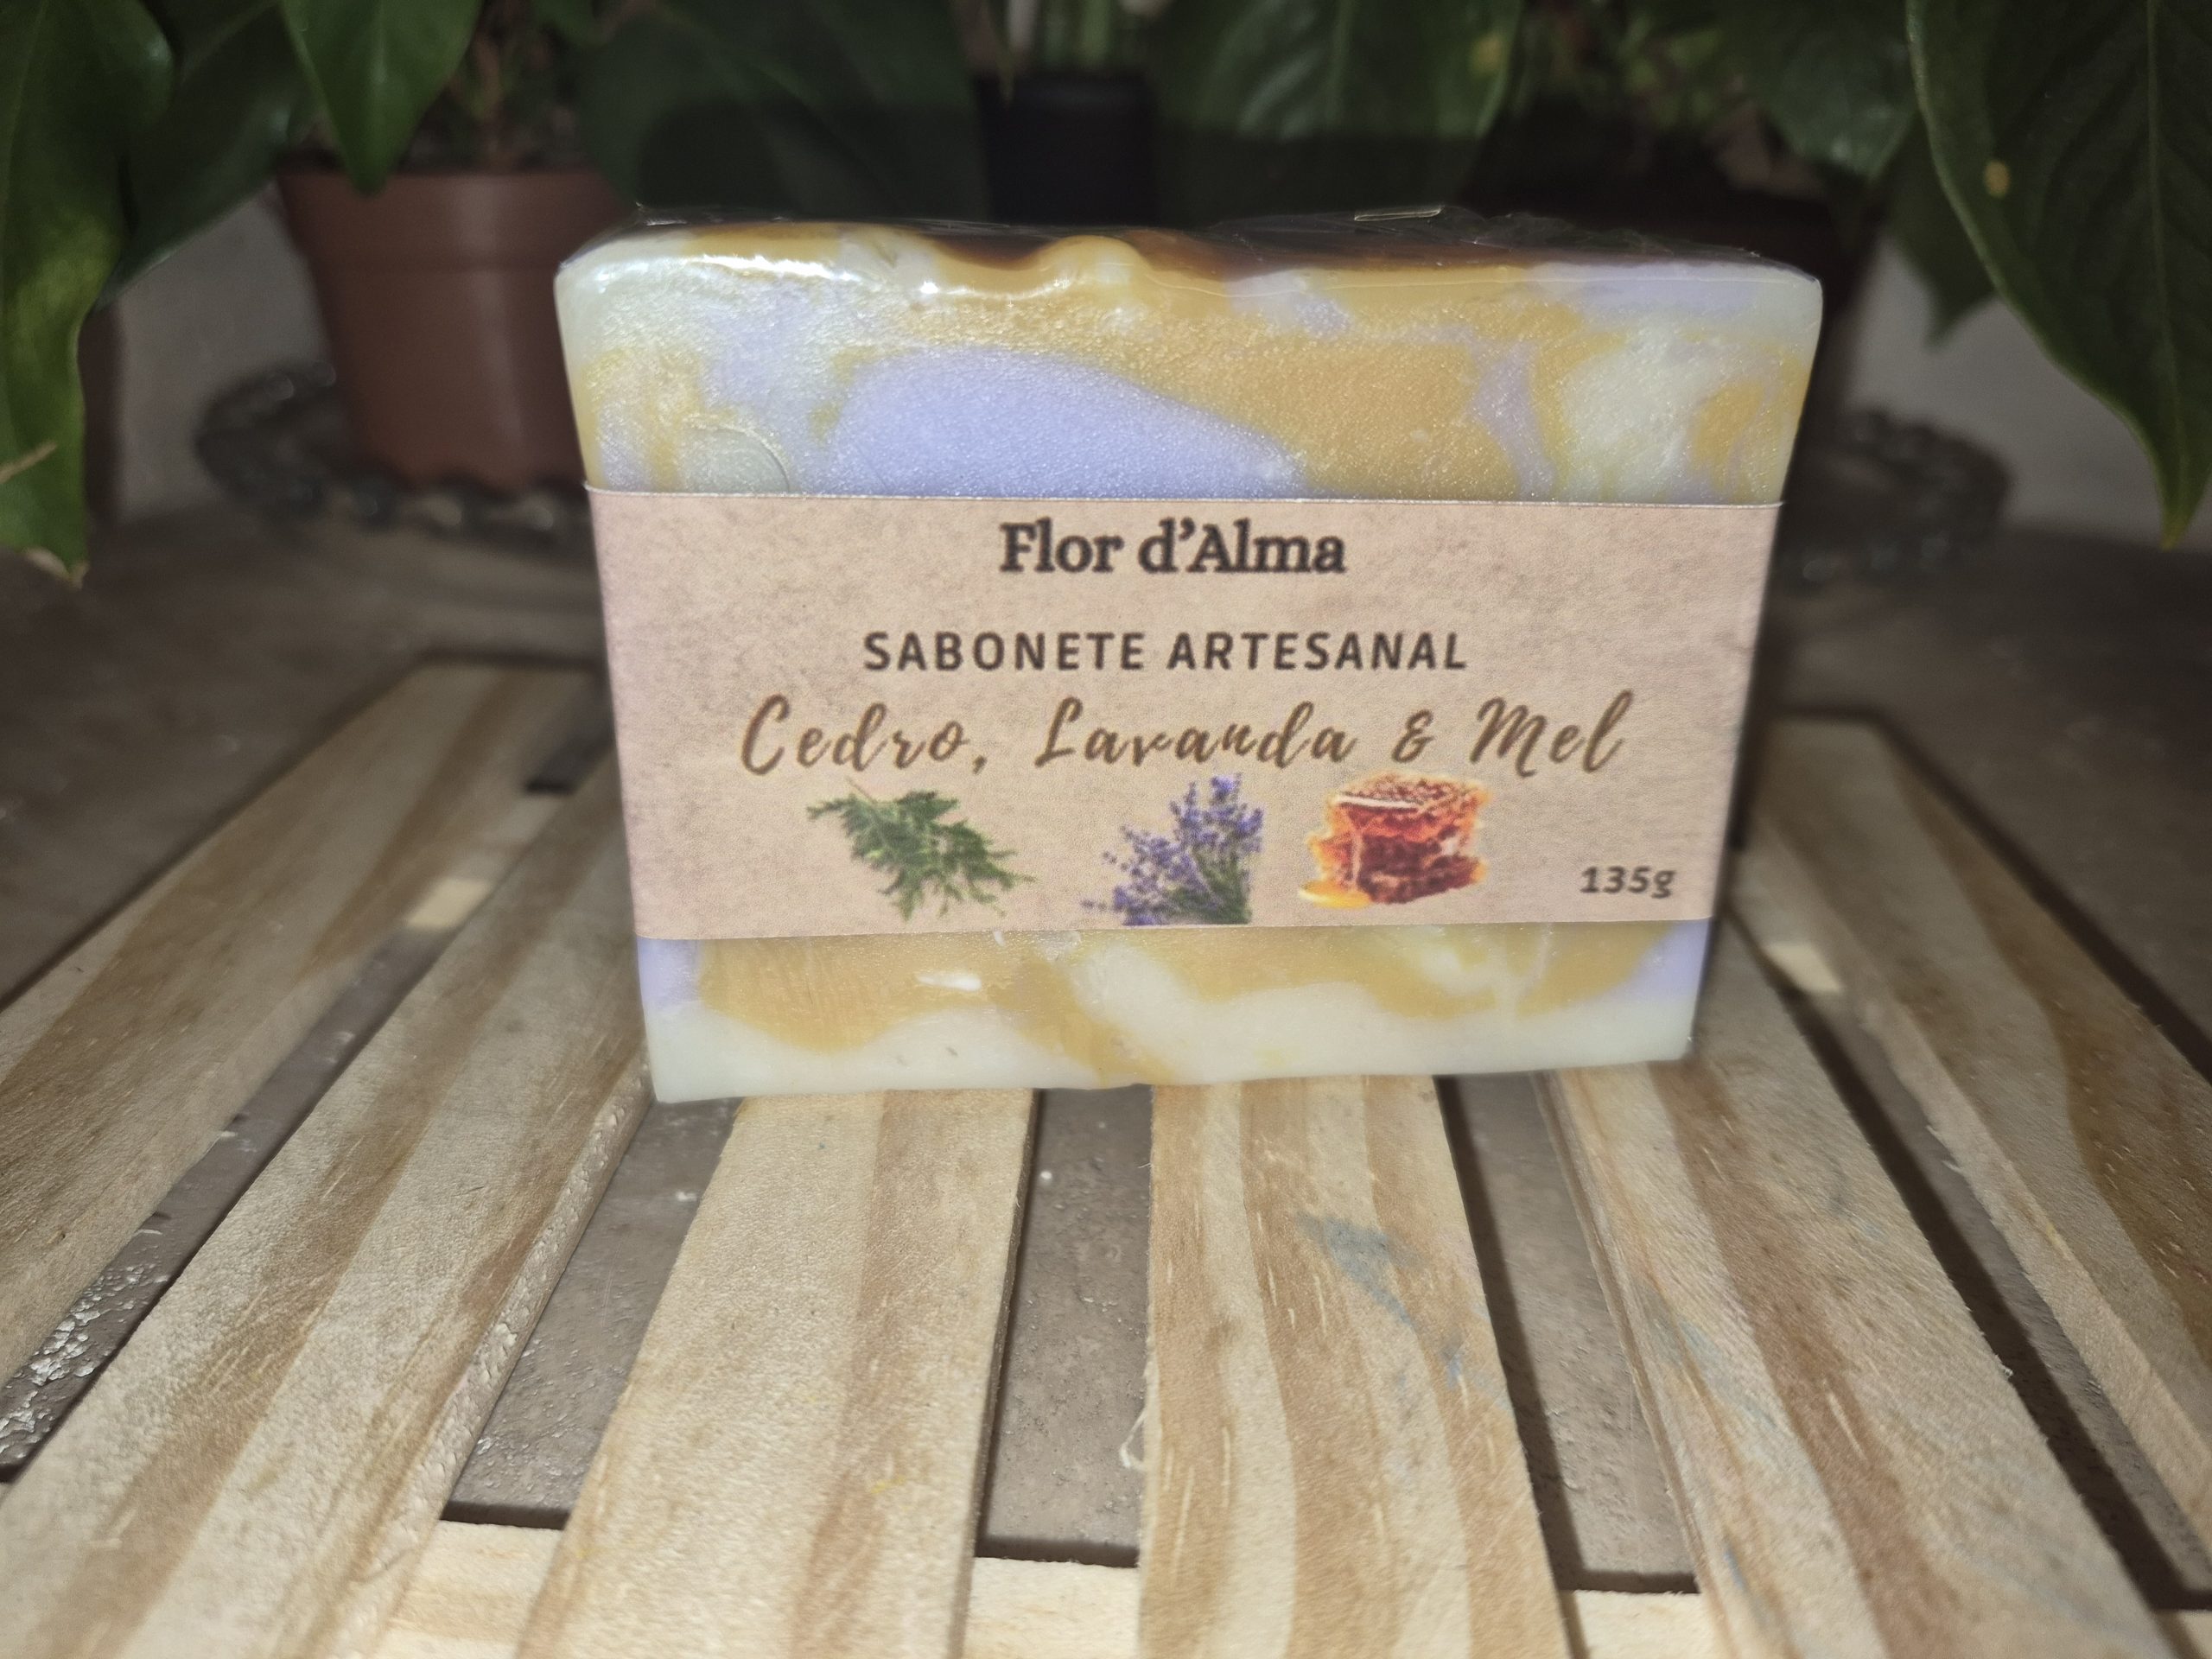 Flor d'Alma
SABONETE ARTESANAL
Cedro, Lavanda & Mel
135g